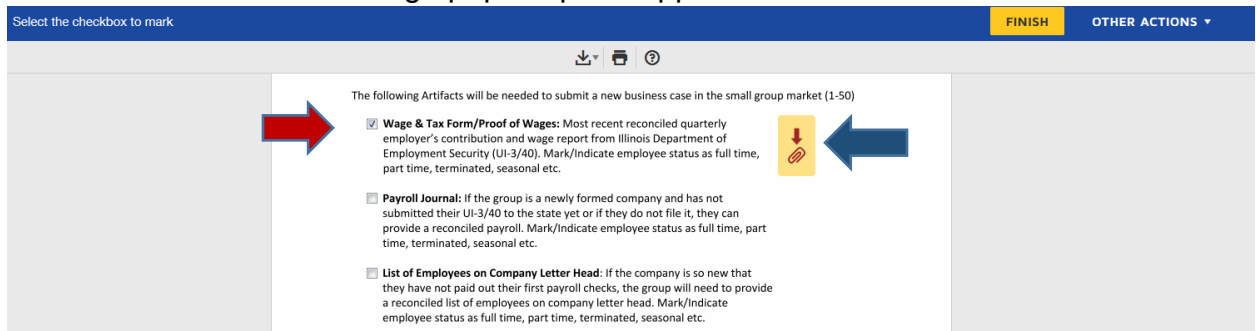 Select the checkbox to mark
FINISH
OTHER ACTIONS
The following Artifacts will be needed to submit a new business case in the small group market (1-50)
Wage & Tax Form/Proof of Wages: Most recent reconciled quarterly
employer's contribution and wage report from Illinois Department of
Employment Security (UI-3/40). Mark/Indicate employee status as full time,
part time, terminated, seasonal etc.
Payroll Journal: If the group is a newly formed company and has not
submitted their UI-3/40 to the state yet or if they do not file it, they can
provide a reconciled payroll. Mark/Indicate employee status as full time, part
time, terminated, seasonal etc.
List of Employees on Company Letter Head: If the company is so new that
they have not paid out their first payroll checks, the group will need to provide
a reconciled list of employees on company letter head. Mark/Indicate
employee status as full time, part time, terminated, seasonal etc.